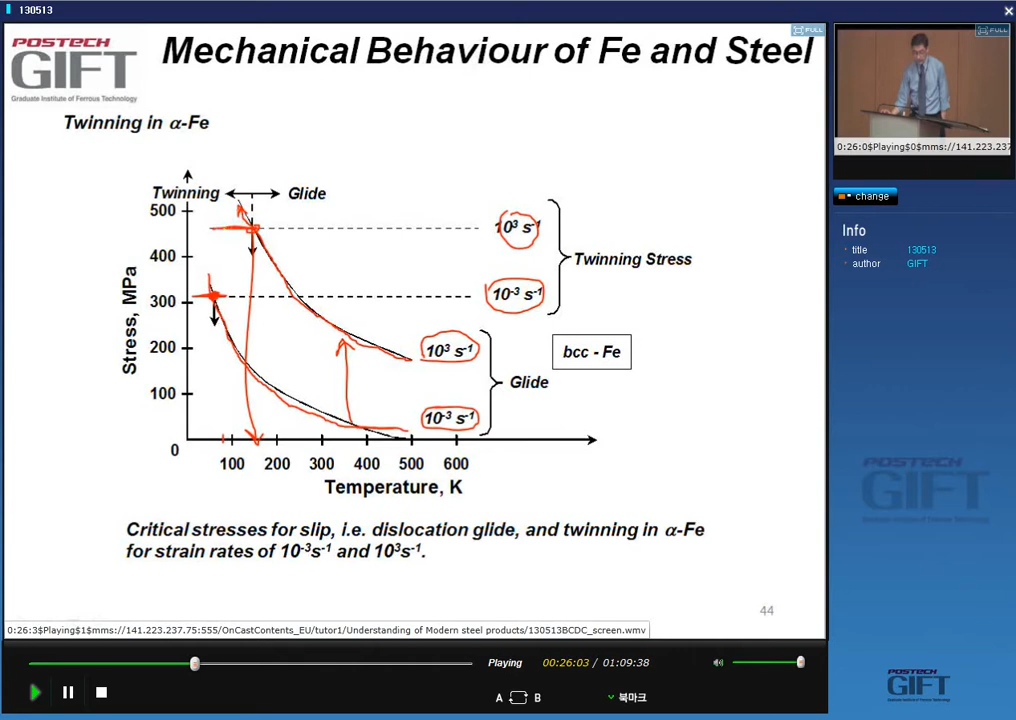 130513
POSTECH
GIFT
Graduate Institute of Ferrous Technology
Mechanical Behaviour of Fe and Steel
FULL
Twinning in α-Fe
Twinning
Glide
Stress, MPa
500
400
300
200
100
0
100 200 300 400 500 600
Temperature, K
10³ s⁻¹
10⁻³ s⁻¹
Twinning Stress
10³ s⁻¹
10⁻³ s⁻¹
Glide
bcc - Fe
Critical stresses for slip, i.e. dislocation glide, and twinning in α-Fe
for strain rates of 10⁻³s⁻¹ and 10³s⁻¹.
44
0:26:3$Playing$1$mms://141.223.237.75:555/OnCastContents_EU/tutor1/Understanding of Modern steel products/130513BCDC_screen.wmv
FULL
0:26:0$Playing$0$mms://141.223.237
change
Info
title 130513
author GIFT
POSTECH
GIFT
Playing 00:26:03 / 01:09:38
A B 북마크
POSTECH
GIFT